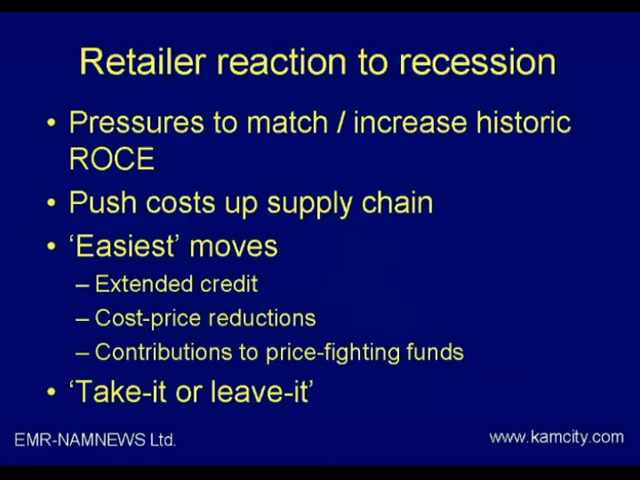 Retailer reaction to recession
• Pressures to match / increase historic
ROCE
• Push costs up supply chain
• ‘Easiest’ moves
– Extended credit
– Cost-price reductions
– Contributions to price-fighting funds
• ‘Take-it or leave-it’
EMR-NAMNEWS Ltd.
www.kamcity.com